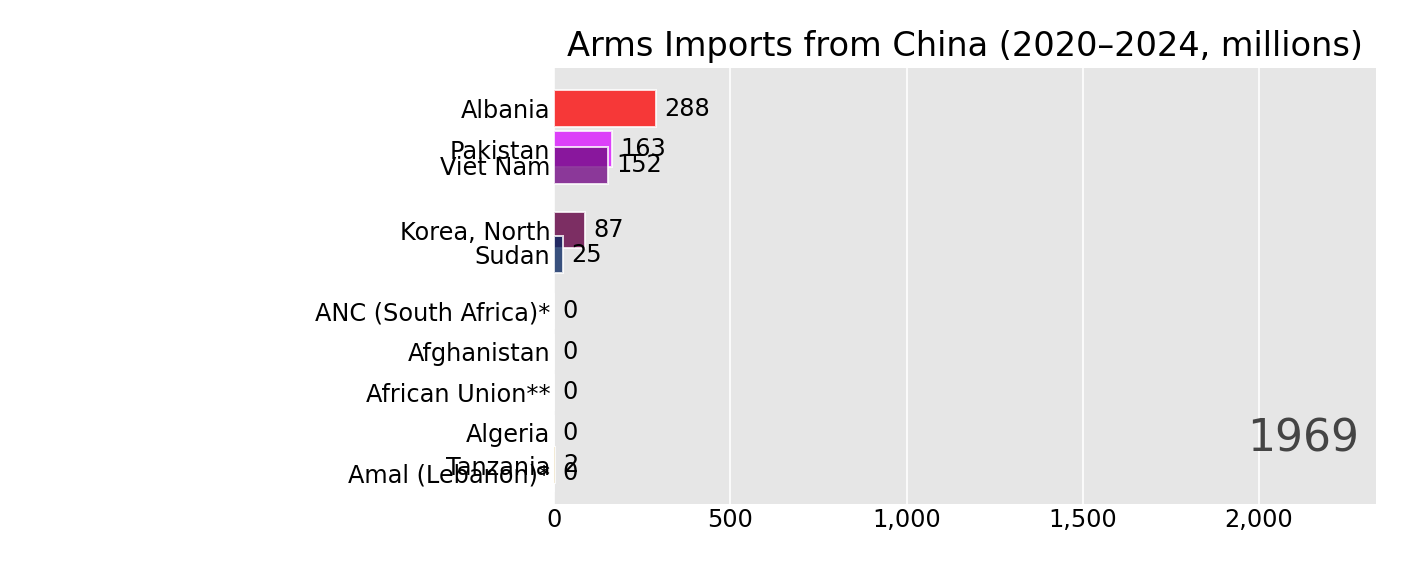 Arms Imports from China (2020–2024, millions)
Albania 288
Pakistan 163
Viet Nam 152
Korea, North 87
Sudan 25
ANC (South Africa)* 0
Afghanistan 0
African Union** 0
Algeria 0
1969
Tanzania 2
Amal (Lebanon)* 0
0 500 1,000 1,500 2,000